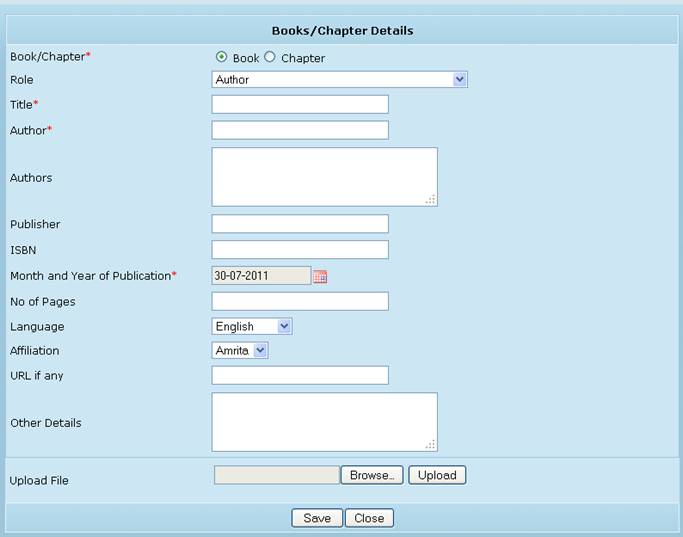 Books/Chapter Details
Book/Chapter* Book Chapter
Role Author
Title*
Author*
Authors
Publisher
ISBN
Month and Year of Publication* 30-07-2011
No of Pages
Language English
Affiliation Amrita
URL if any
Other Details
Upload File Browse... Upload
Save Close